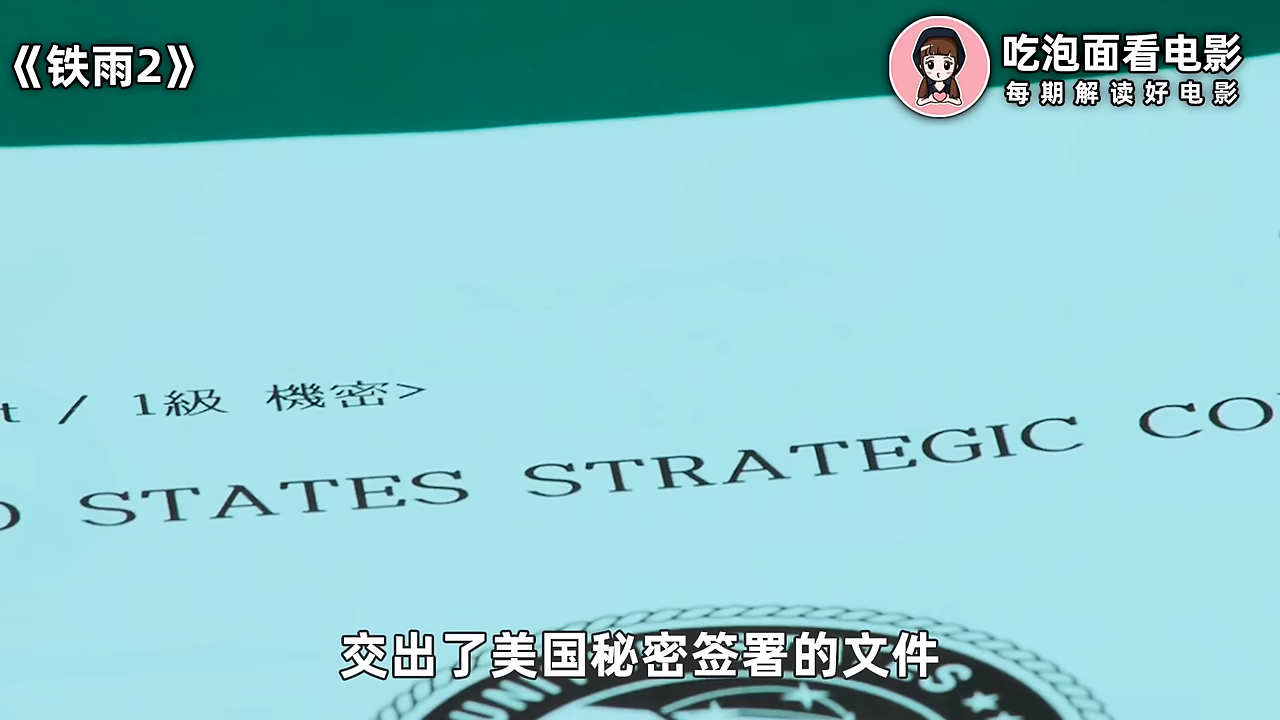 《铁雨2》
吃泡面看电影
每期解读好电影
t / 1級 機密>
D STATES STRATEGIC CO
交出了美国秘密签署的文件
UNI S